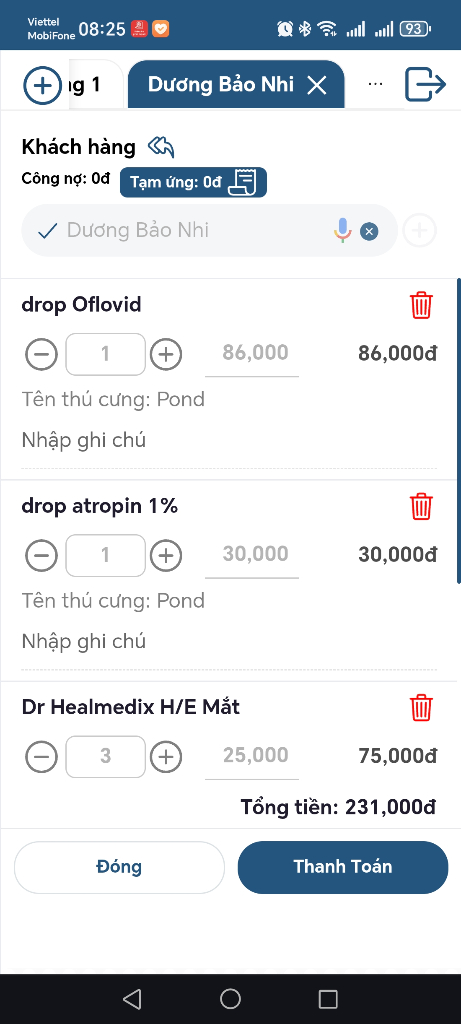 Viettel
MobiFone 08:25 93
ng 1 Dương Bảo Nhi ...
Khách hàng
Công nợ: 0đ Tạm ứng: 0đ
Dương Bảo Nhi
drop Oflovid
1 86,000 86,000đ
Tên thú cưng: Pond
Nhập ghi chú
drop atropin 1%
1 30,000 30,000đ
Tên thú cưng: Pond
Nhập ghi chú
Dr Healmedix H/E Mắt
3 25,000 75,000đ
Tổng tiền: 231,000đ
Đóng Thanh Toán